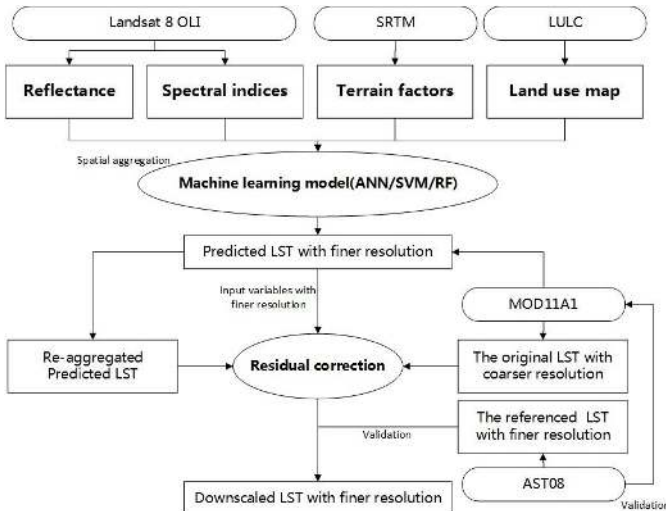 Landsat 8 OLI
SRTM
LULC
Reflectance
Spectral indices
Terrain factors
Land use map
Spatial aggregation
Machine learning model(ANN/SVM/RF)
Predicted LST with finer resolution
Input variables with
finer resolution
MOD11A1
Re-aggregated
Predicted LST
Residual correction
The original LST with
coarser resolution
The referenced LST
with finer resolution
Validation
AST08
Downscaled LST with finer resolution
Validation